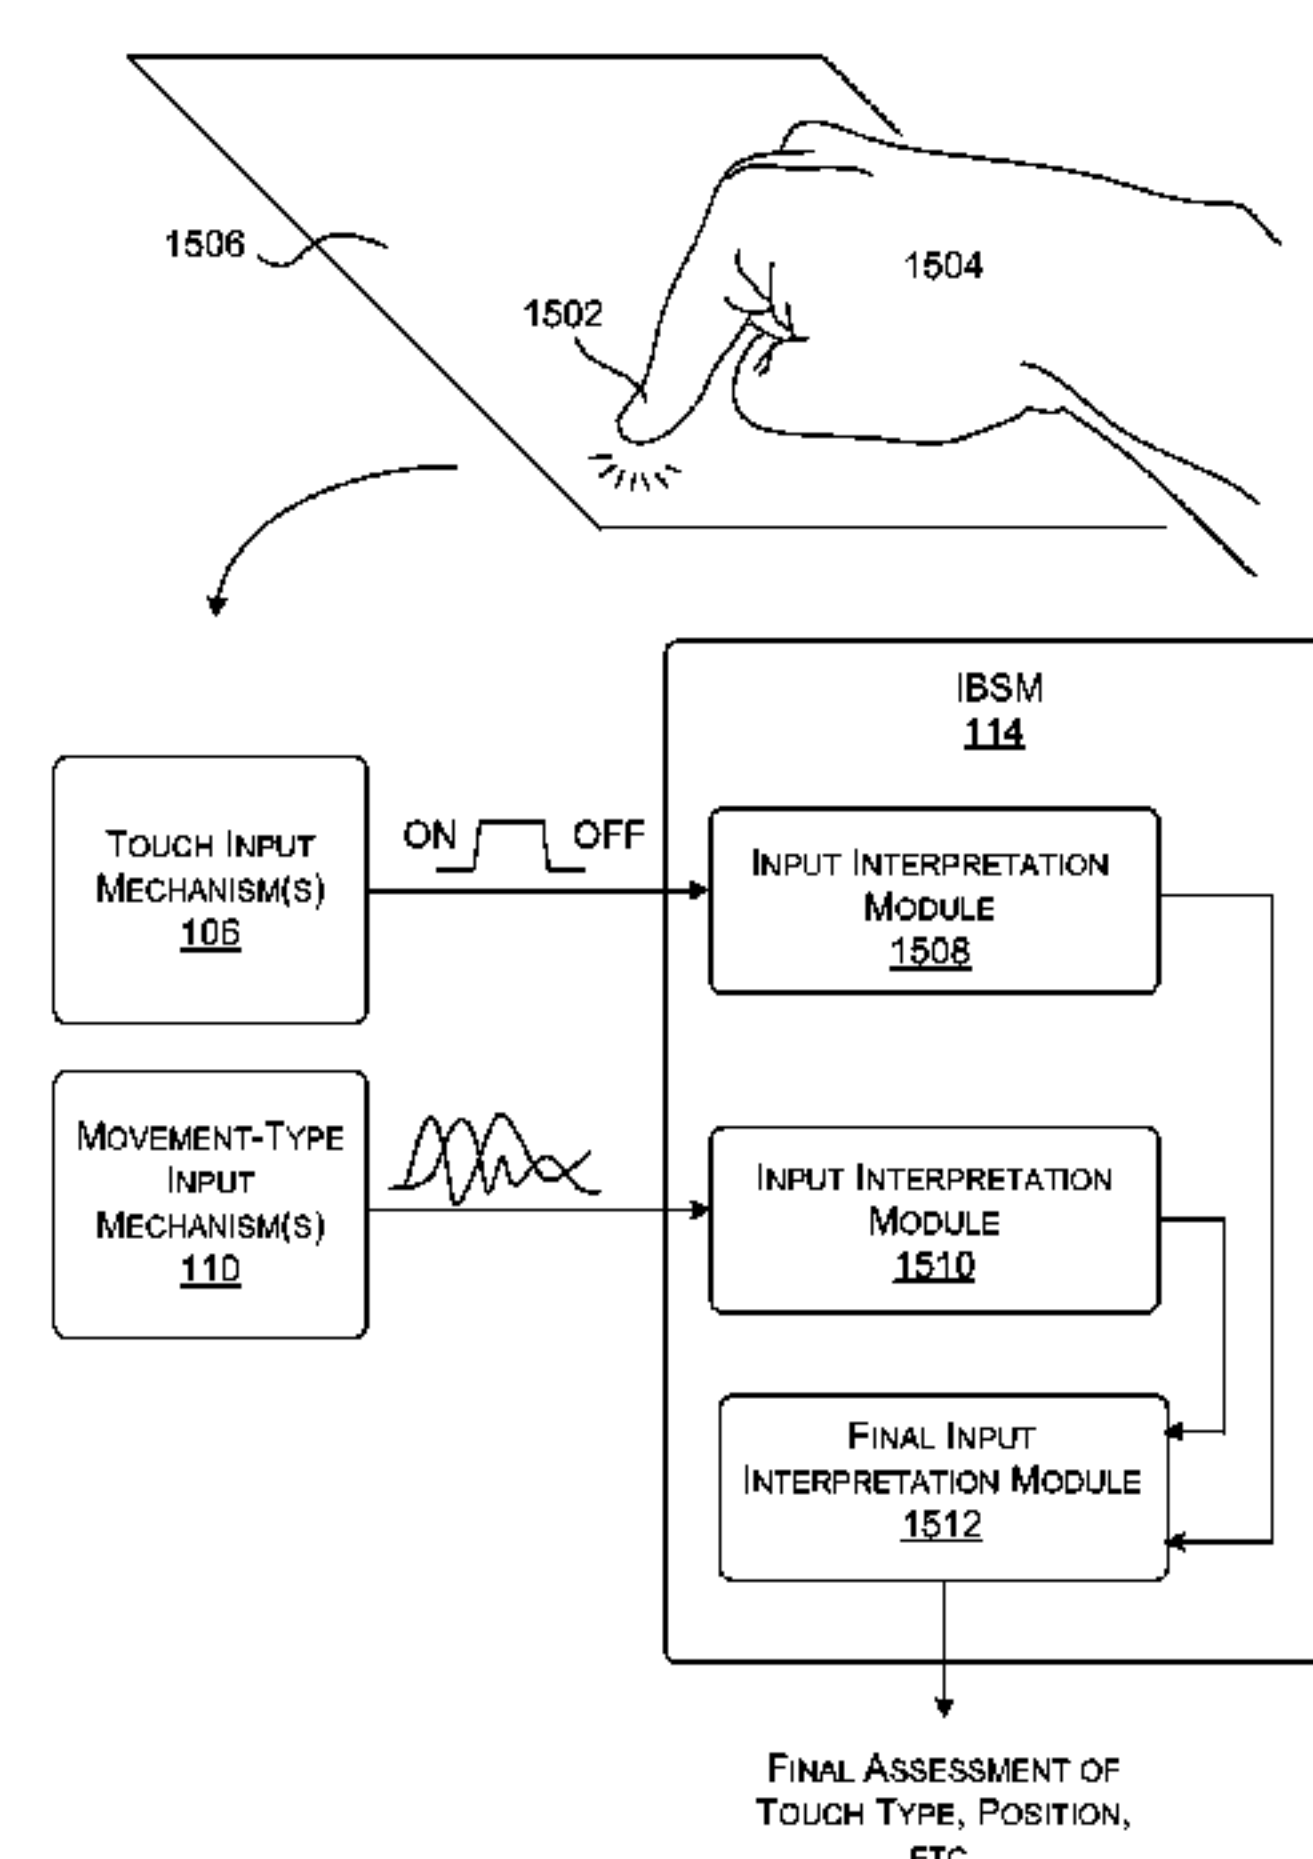 1506
1504
1502
IBSM
114
TOUCH INPUT
MECHANISM(S)
106
ON OFF
INPUT INTERPRETATION
MODULE
1508
MOVEMENT-TYPE
INPUT
MECHANISM(S)
110
INPUT INTERPRETATION
MODULE
1510
FINAL INPUT
INTERPRETATION MODULE
1512
FINAL ASSESSMENT OF
TOUCH TYPE, POSITION,
ETC